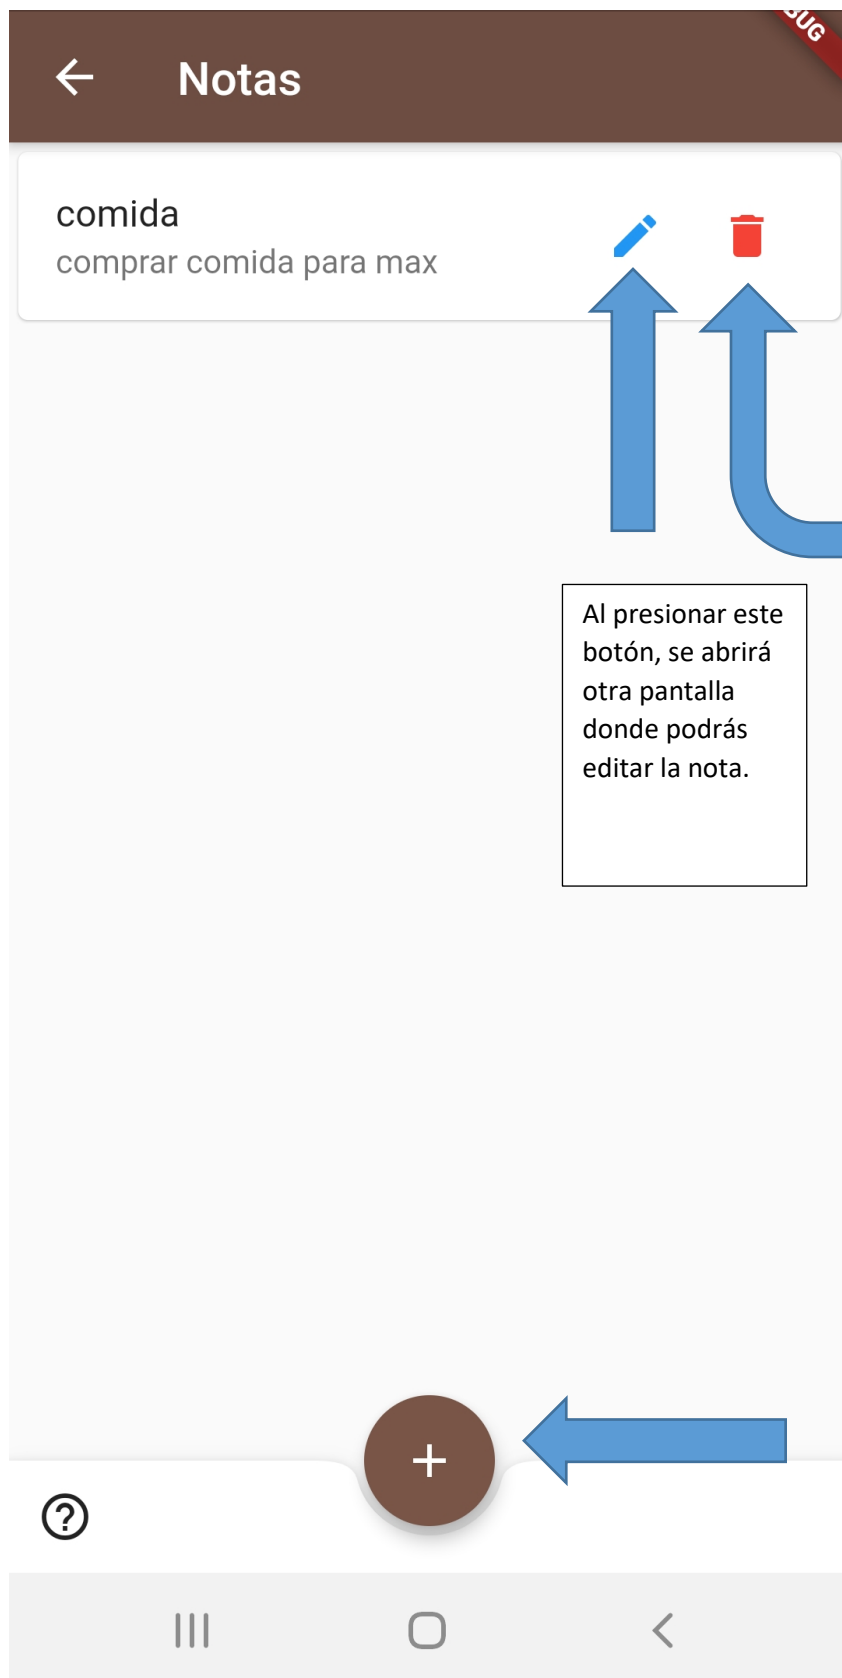 Notas
comida
comprar comida para max
Al presionar este
botón, se abrirá
otra pantalla
donde podrás
editar la nota.